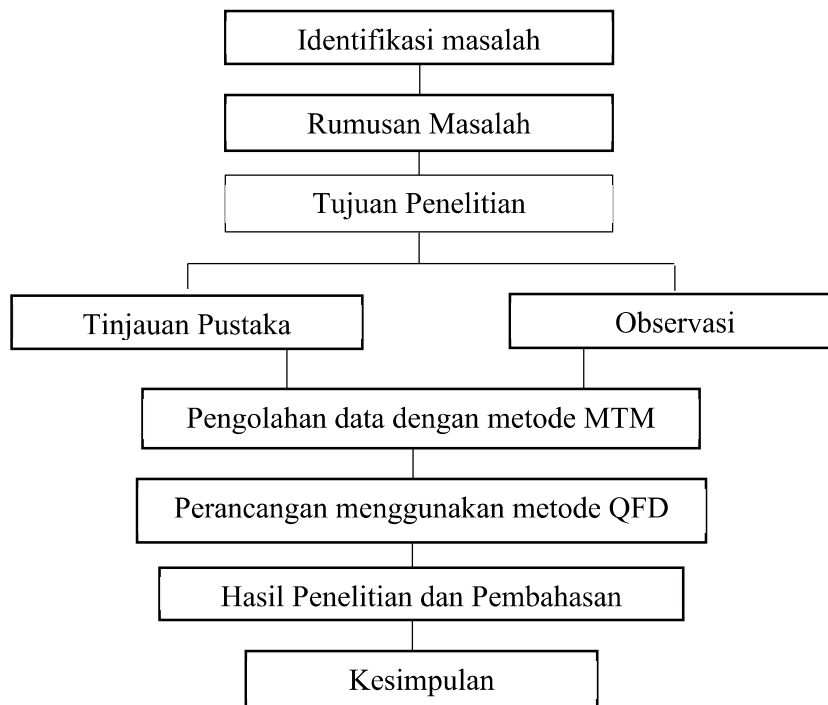 Identifikasi masalah
Rumusan Masalah
Tujuan Penelitian
Tinjauan Pustaka
Observasi
Pengolahan data dengan metode MTM
Perancangan menggunakan metode QFD
Hasil Penelitian dan Pembahasan
Kesimpulan